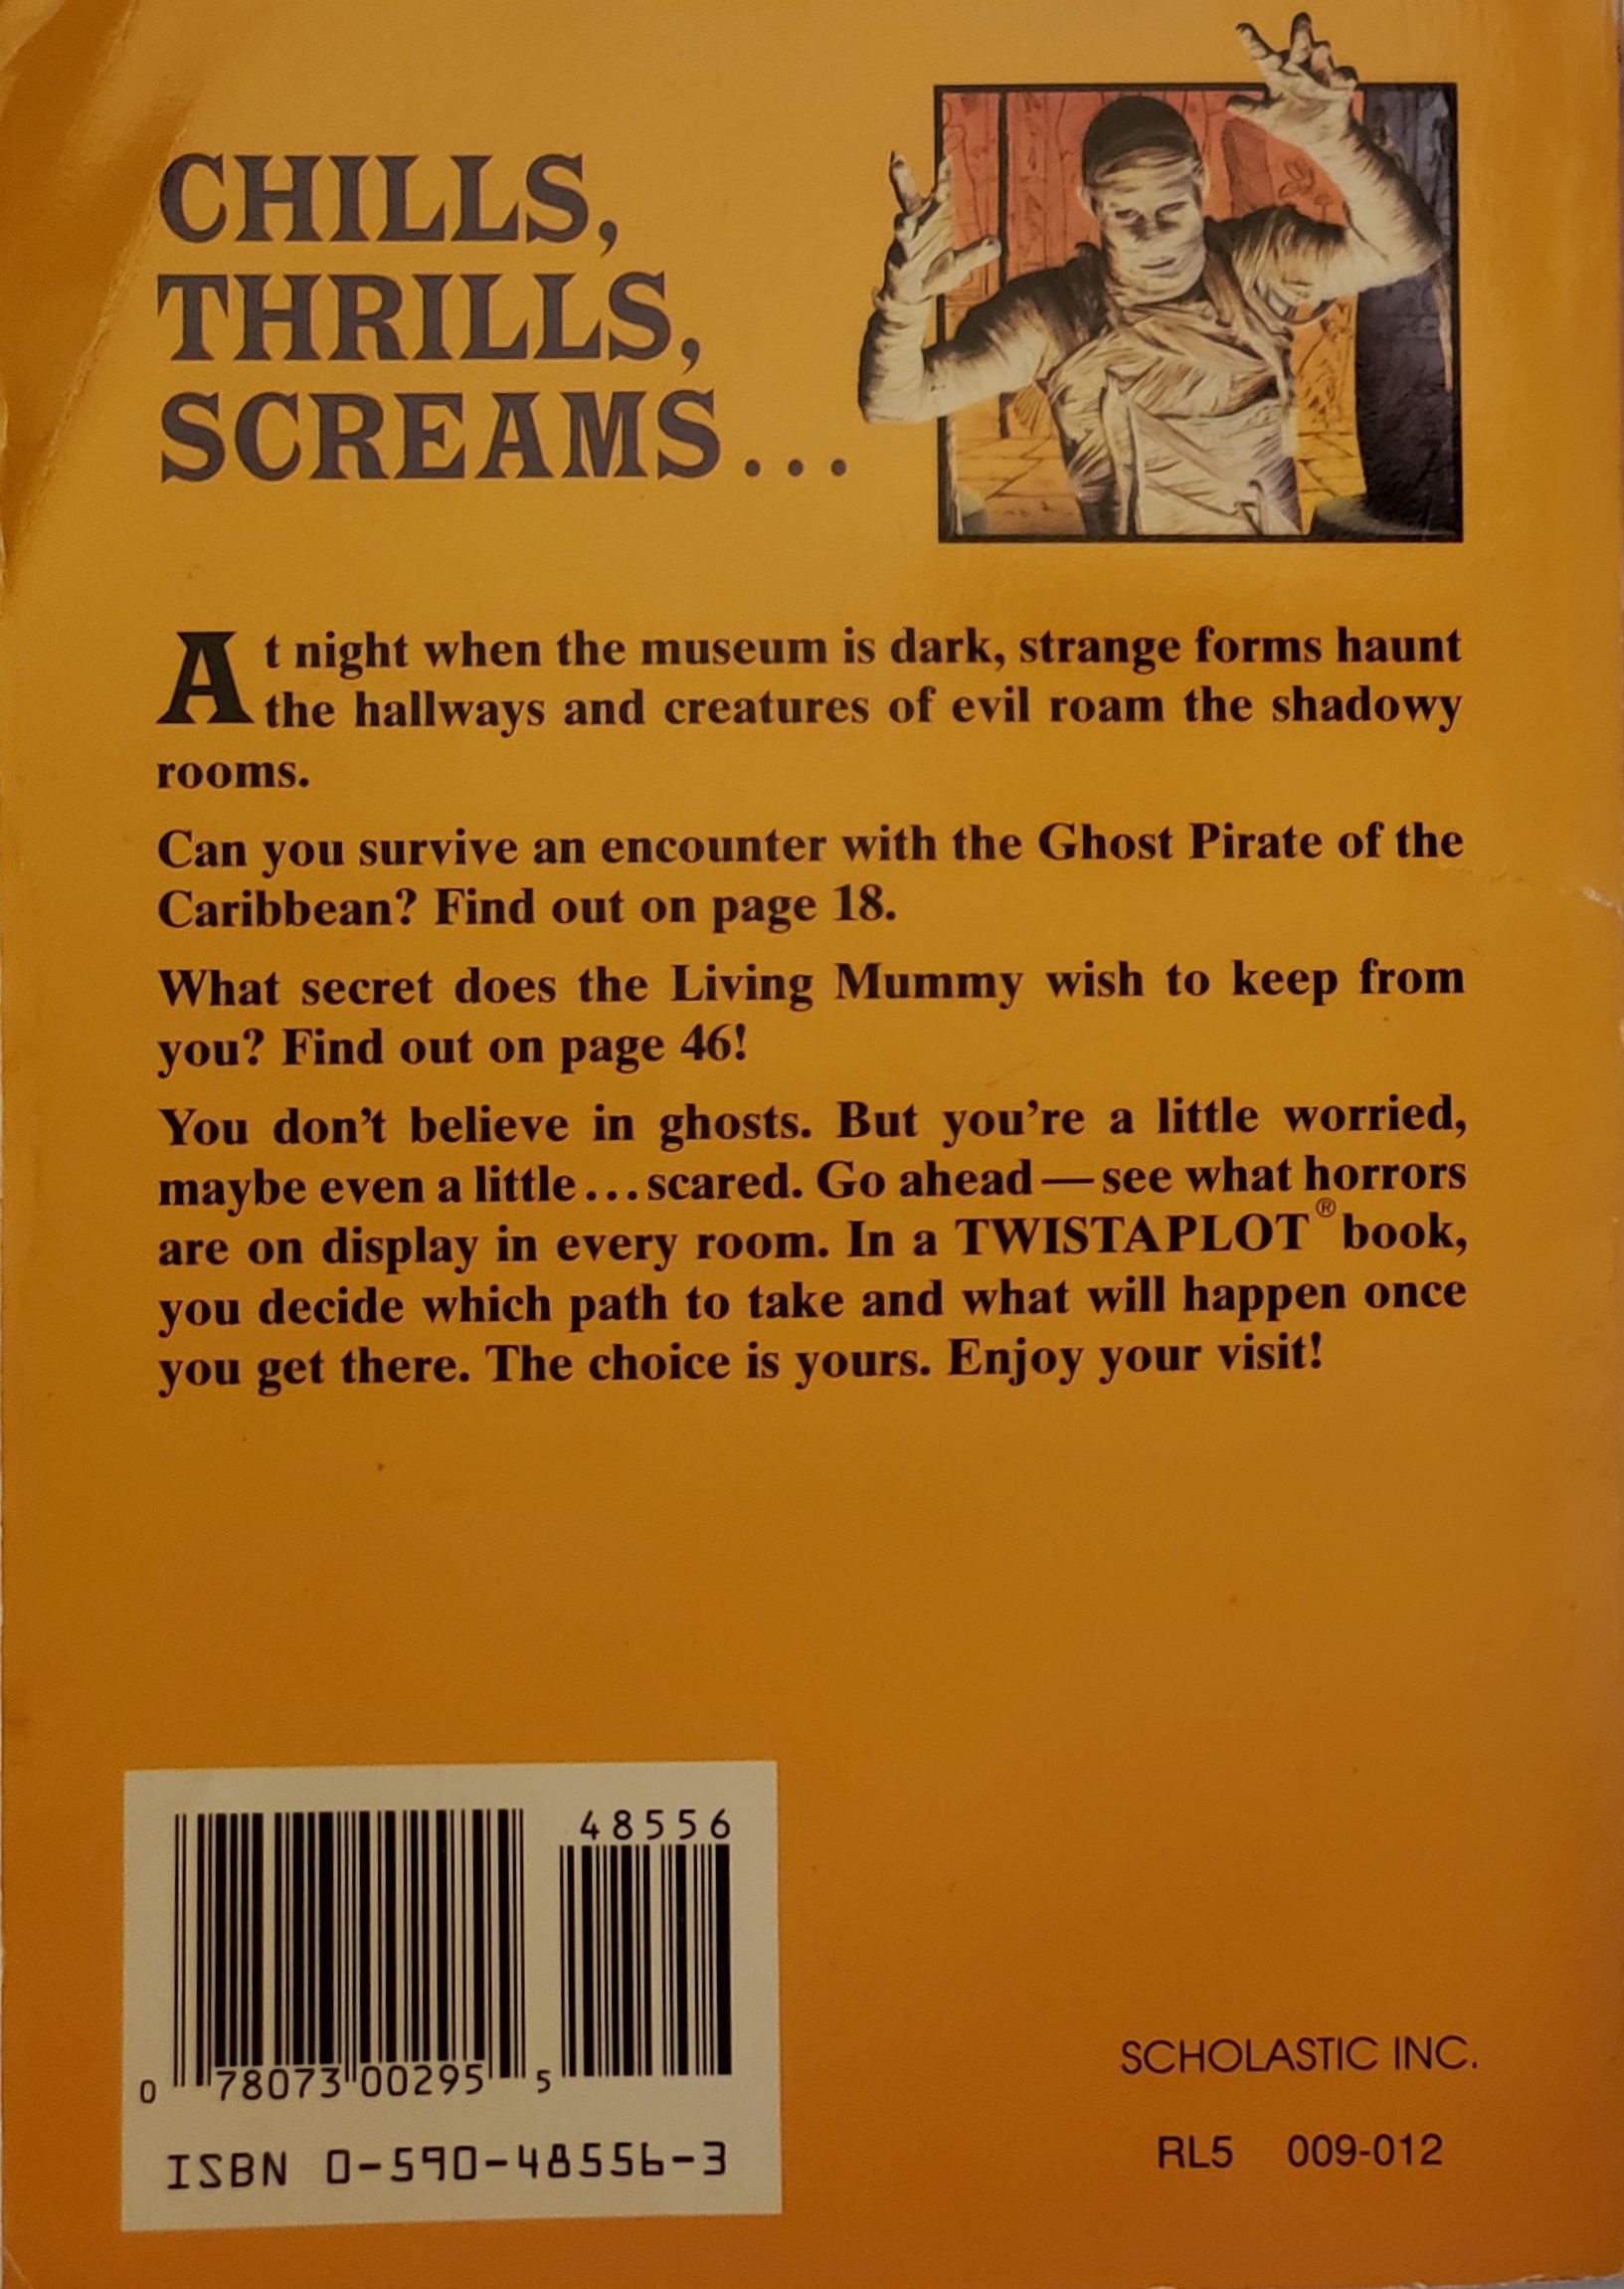 CHILLS,
THRILLS,
SCREAMS...
At night when the museum is dark, strange forms haunt
the hallways and creatures of evil roam the shadowy
rooms.
Can you survive an encounter with the Ghost Pirate of the
Caribbean? Find out on page 18.
What secret does the Living Mummy wish to keep from
you? Find out on page 46!
You don't believe in ghosts. But you're a little worried,
maybe even a little...scared. Go ahead—see what horrors
are on display in every room. In a TWISTAPLOT® book,
you decide which path to take and what will happen once
you get there. The choice is yours. Enjoy your visit!
48556
0 78073 00295 5
ISBN 0-590-48556-3
SCHOLASTIC INC.
RL5 009-012